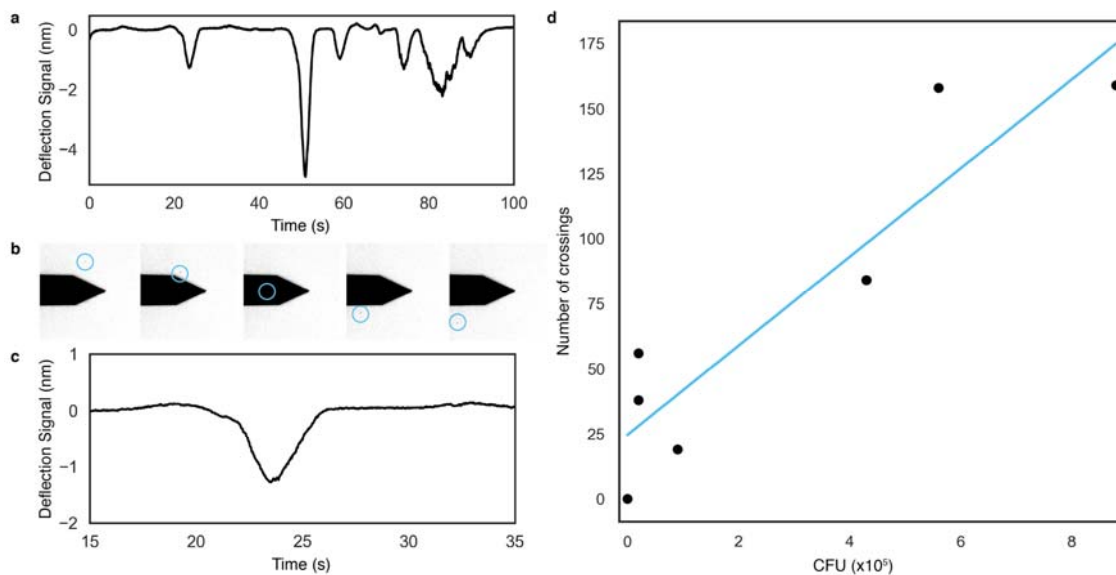 a
Deflection Signal (nm)
0
−2
−4
0 20 40 60 80 100
Time (s)
b
c
Deflection Signal (nm)
1
0
−1
−2
15 20 25 30 35
Time (s)
d
Number of crossings
175
150
125
100
75
50
25
0
0 2 4 6 8
CFU (x10⁵)